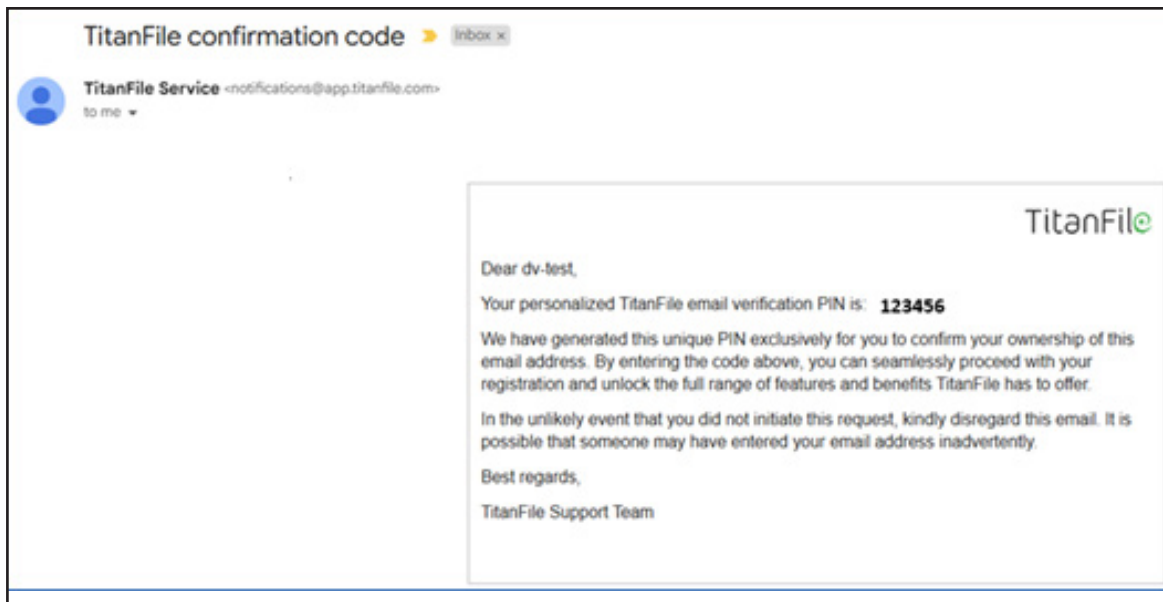 TitanFile confirmation code Inbox x
TitanFile Service <notifications@app.titanfile.com>
to me
TitanFile
Dear dv-test,
Your personalized TitanFile email verification PIN is: 123456
We have generated this unique PIN exclusively for you to confirm your ownership of this
email address. By entering the code above, you can seamlessly proceed with your
registration and unlock the full range of features and benefits TitanFile has to offer.
In the unlikely event that you did not initiate this request, kindly disregard this email. It is
possible that someone may have entered your email address inadvertently.
Best regards,
TitanFile Support Team